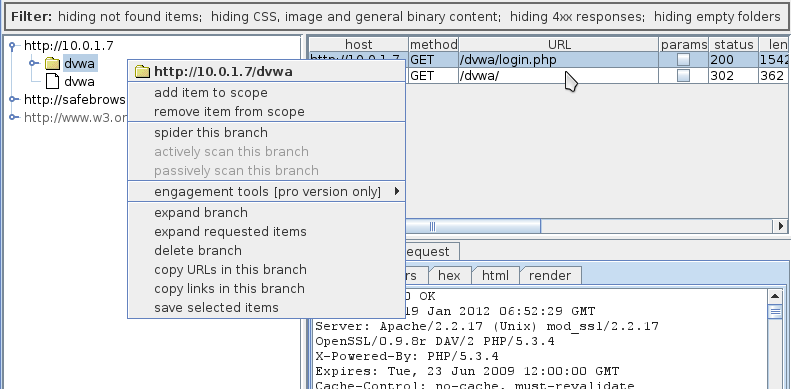 Filter: hiding not found items; hiding CSS, image and general binary content; hiding 4xx responses; hiding empty folders
http://10.0.1.7
dvwa
dvwa
http://safebrows
http://www.w3.or
http://10.0.1.7/dvwa
add item to scope
remove item from scope
spider this branch
actively scan this branch
passively scan this branch
engagement tools [pro version only]
expand branch
expand requested items
delete branch
copy URLs in this branch
copy links in this branch
save selected items
host method URL params status len
http://10.0.1.7 GET /dvwa/login.php 200 1542
GET /dvwa/ 302 362
equest
rs hex html render
0 OK
19 Jan 2012 06:52:29 GMT
Server: Apache/2.2.17 (Unix) mod_ssl/2.2.17
OpenSSL/0.9.8r DAV/2 PHP/5.3.4
X-Powered-By: PHP/5.3.4
Expires: Tue, 23 Jun 2009 12:00:00 GMT
Cache-Control: no-cache, must-revalidate